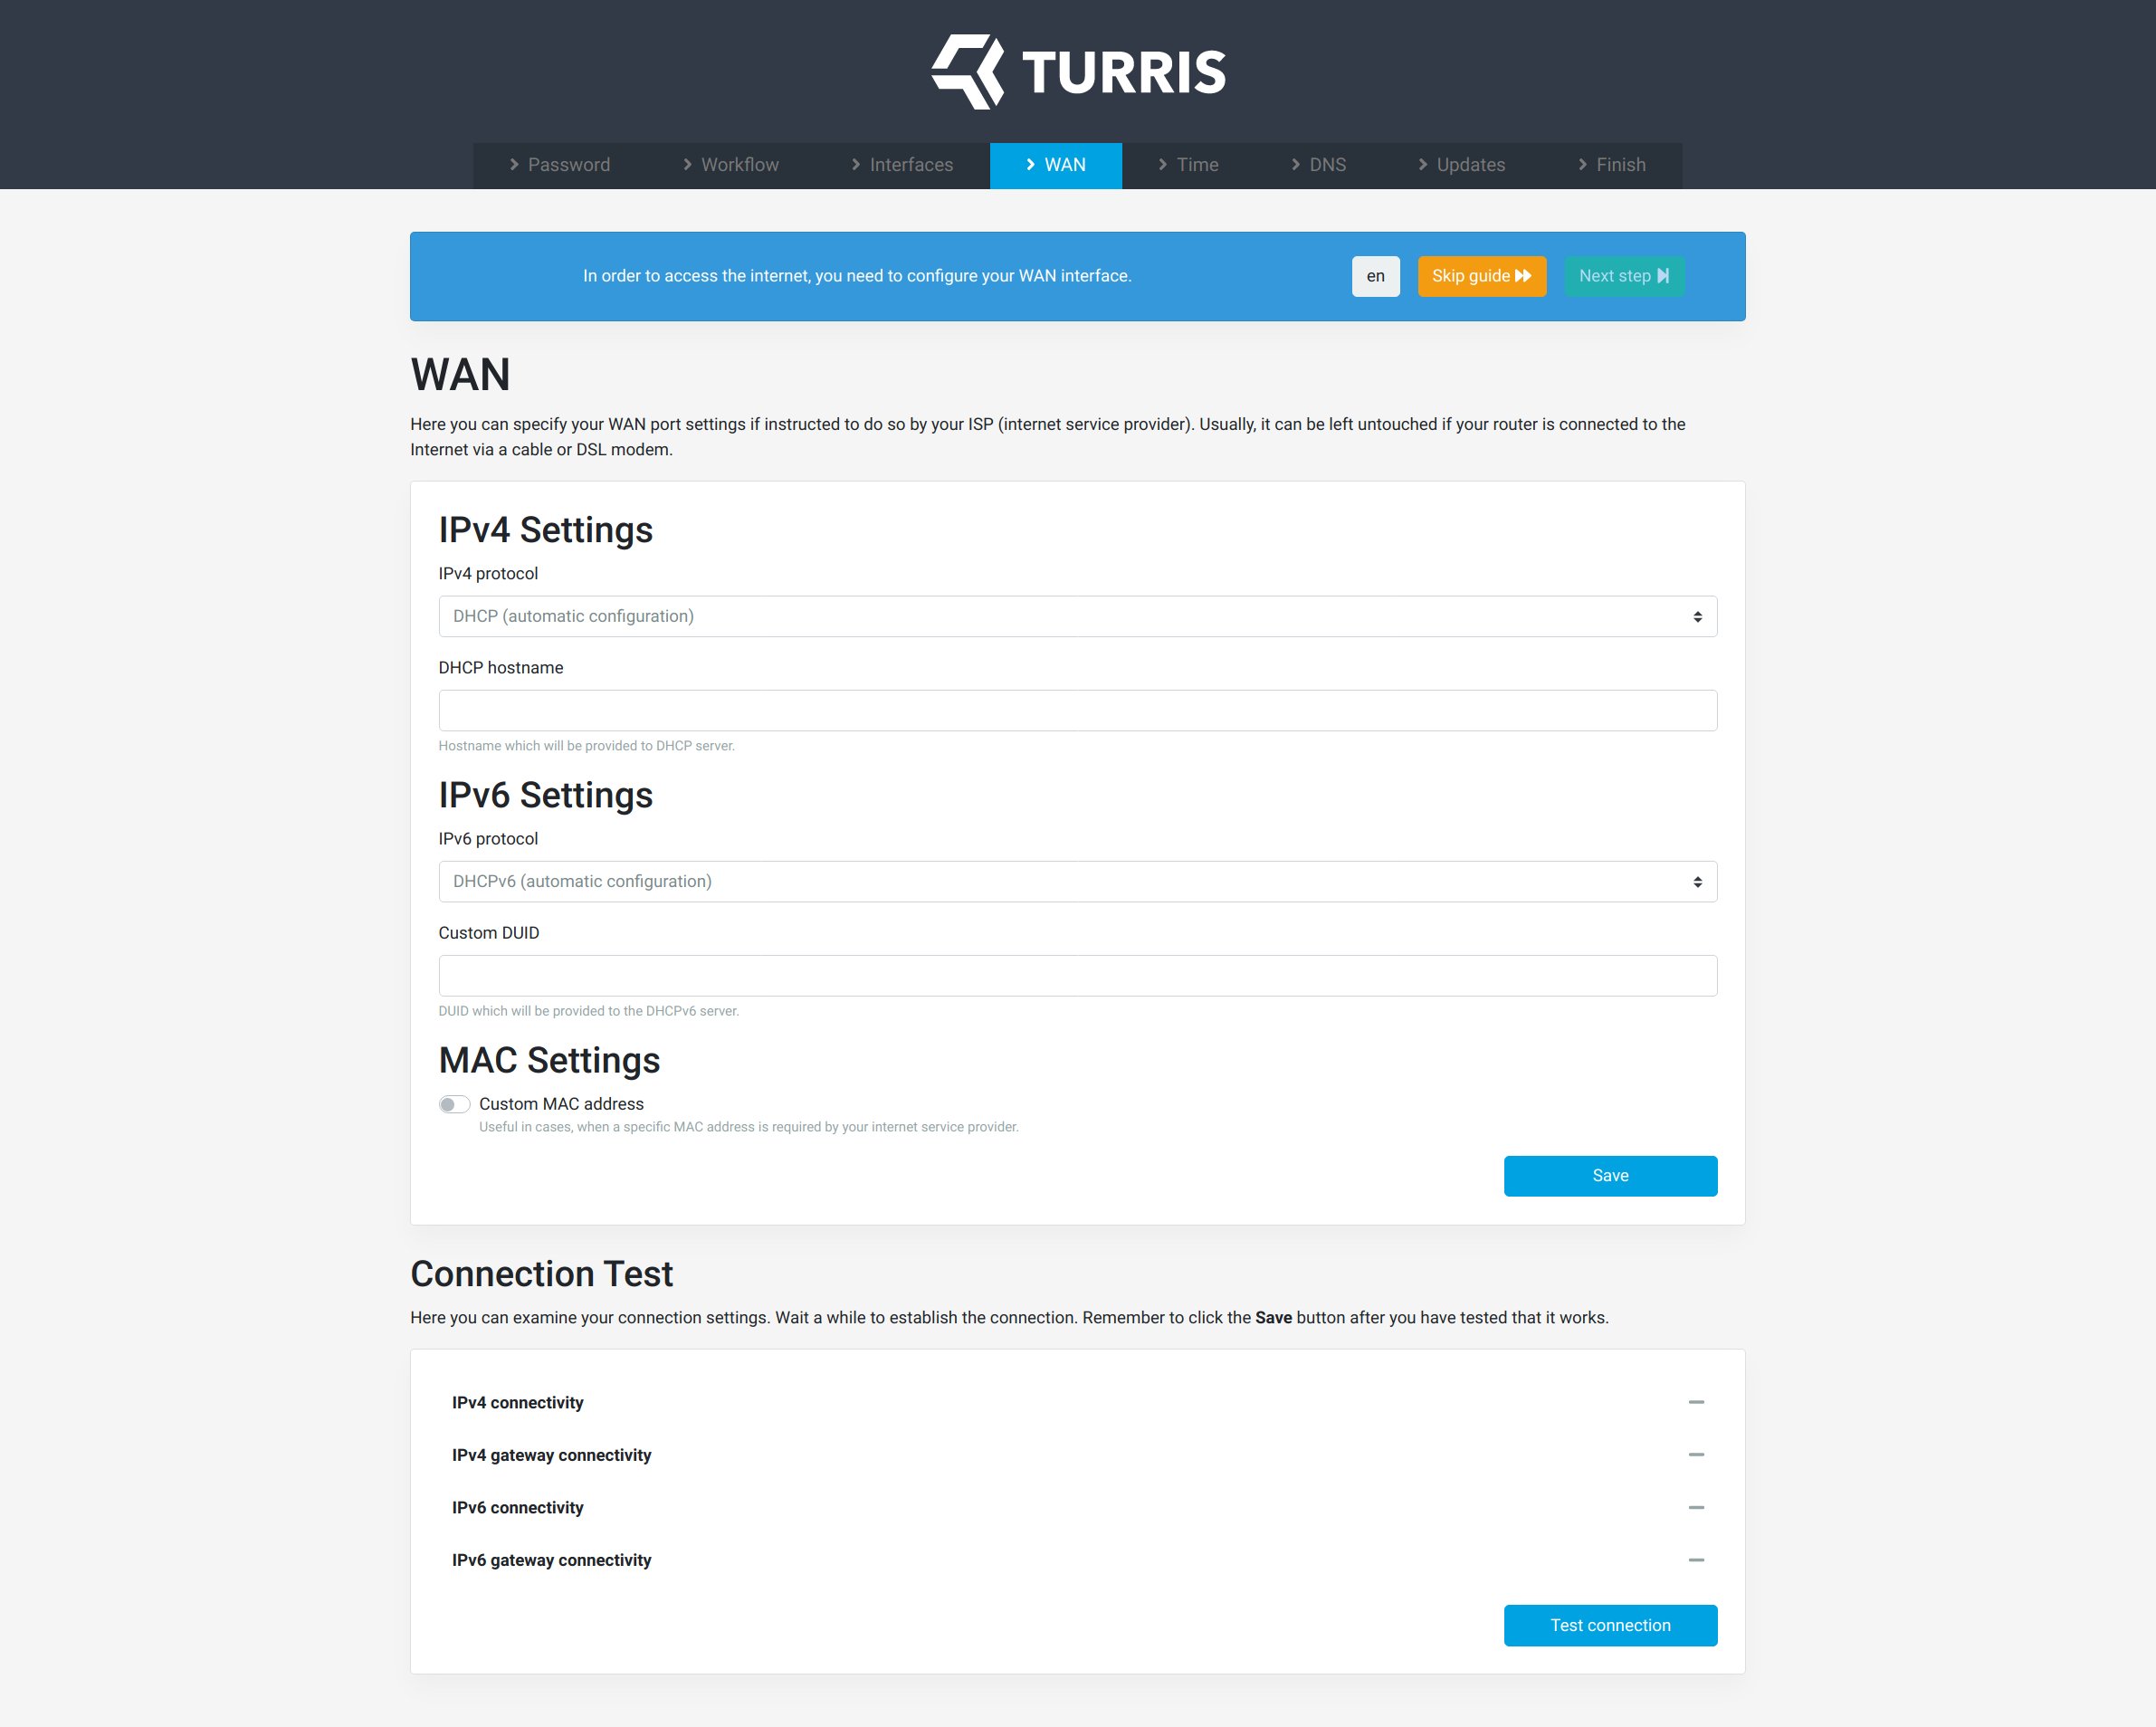 TURRIS
Password Workflow Interfaces WAN Time DNS Updates Finish
In order to access the internet, you need to configure your WAN interface. en Skip guide Next step
WAN
Here you can specify your WAN port settings if instructed to do so by your ISP (internet service provider). Usually, it can be left untouched if your router is connected to the
Internet via a cable or DSL modem.
IPv4 Settings
IPv4 protocol
DHCP (automatic configuration)
DHCP hostname
Hostname which will be provided to DHCP server.
IPv6 Settings
IPv6 protocol
DHCPv6 (automatic configuration)
Custom DUID
DUID which will be provided to the DHCPv6 server.
MAC Settings
Custom MAC address
Useful in cases, when a specific MAC address is required by your internet service provider.
Save
Connection Test
Here you can examine your connection settings. Wait a while to establish the connection. Remember to click the Save button after you have tested that it works.
IPv4 connectivity
IPv4 gateway connectivity
IPv6 connectivity
IPv6 gateway connectivity
Test connection